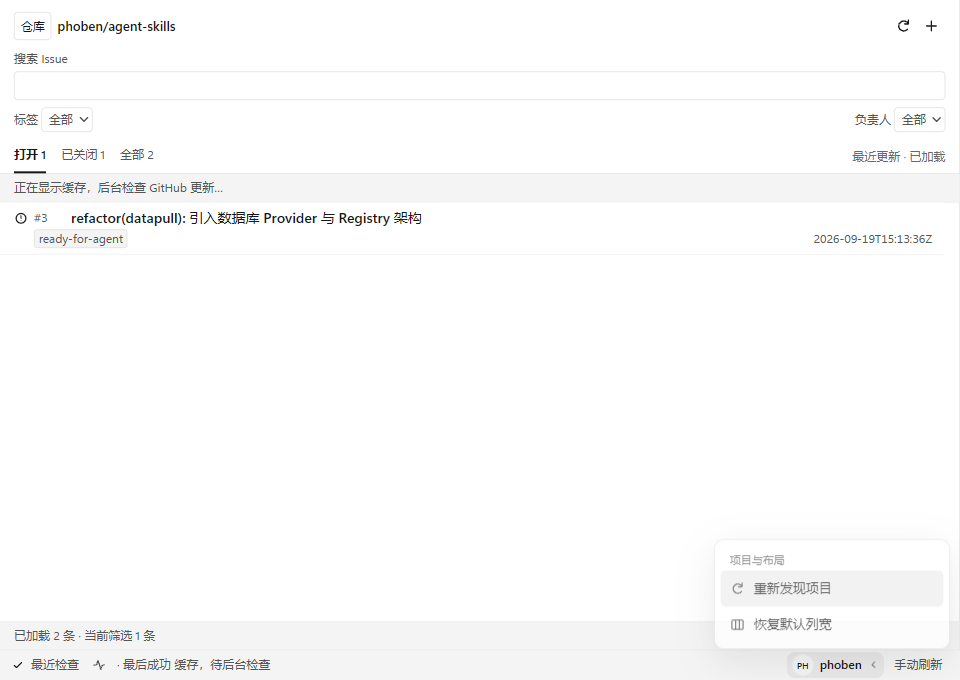 仓库 phoben/agent-skills
搜索 Issue
标签 全部 负责人 全部
打开 1 已关闭 1 全部 2 最近更新 · 已加载
正在显示缓存，后台检查 GitHub 更新...
#3 refactor(datapull): 引入数据库 Provider 与 Registry 架构
ready-for-agent 2026-09-19T15:13:36Z
项目与布局
重新发现项目
恢复默认列宽
已加载 2 条 · 当前筛选 1 条
最近检查 · 最后成功 缓存，待后台检查 PH phoben 手动刷新